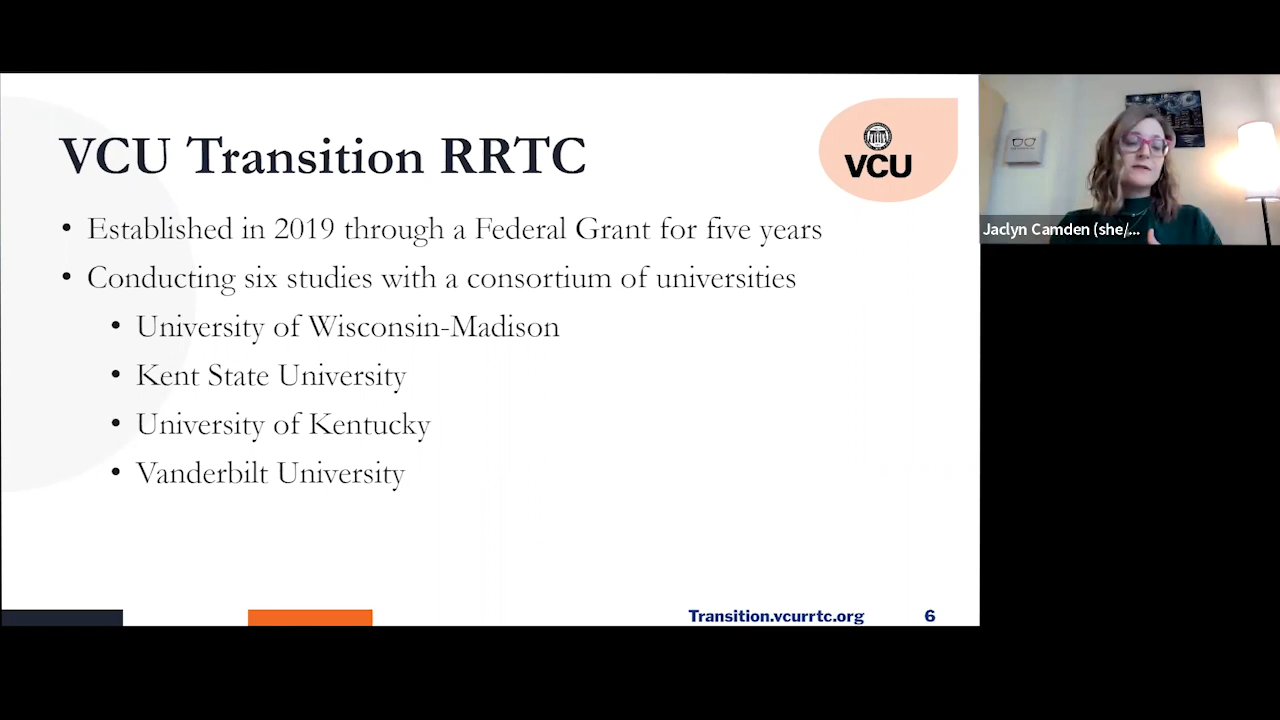 VCU Transition RRTC
VCU
• Established in 2019 through a Federal Grant for five years
• Conducting six studies with a consortium of universities
• University of Wisconsin-Madison
• Kent State University
• University of Kentucky
• Vanderbilt University
Transition.vcurrtc.org
6
Jaclyn Camden (she/...